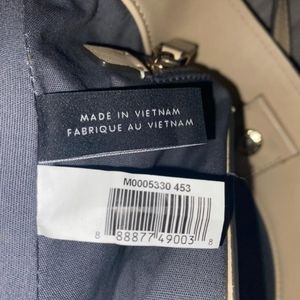 MADE IN VIETNAM
FABRIQUE AU VIETNAM
M0005330 453
8 88877 49003 8